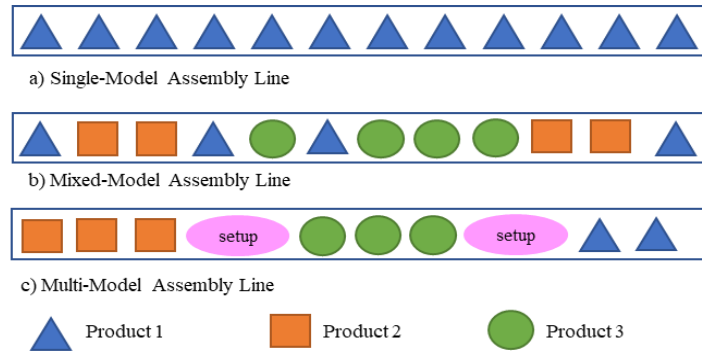 a) Single-Model Assembly Line
b) Mixed-Model Assembly Line
setup setup
c) Multi-Model Assembly Line
Product 1 Product 2 Product 3